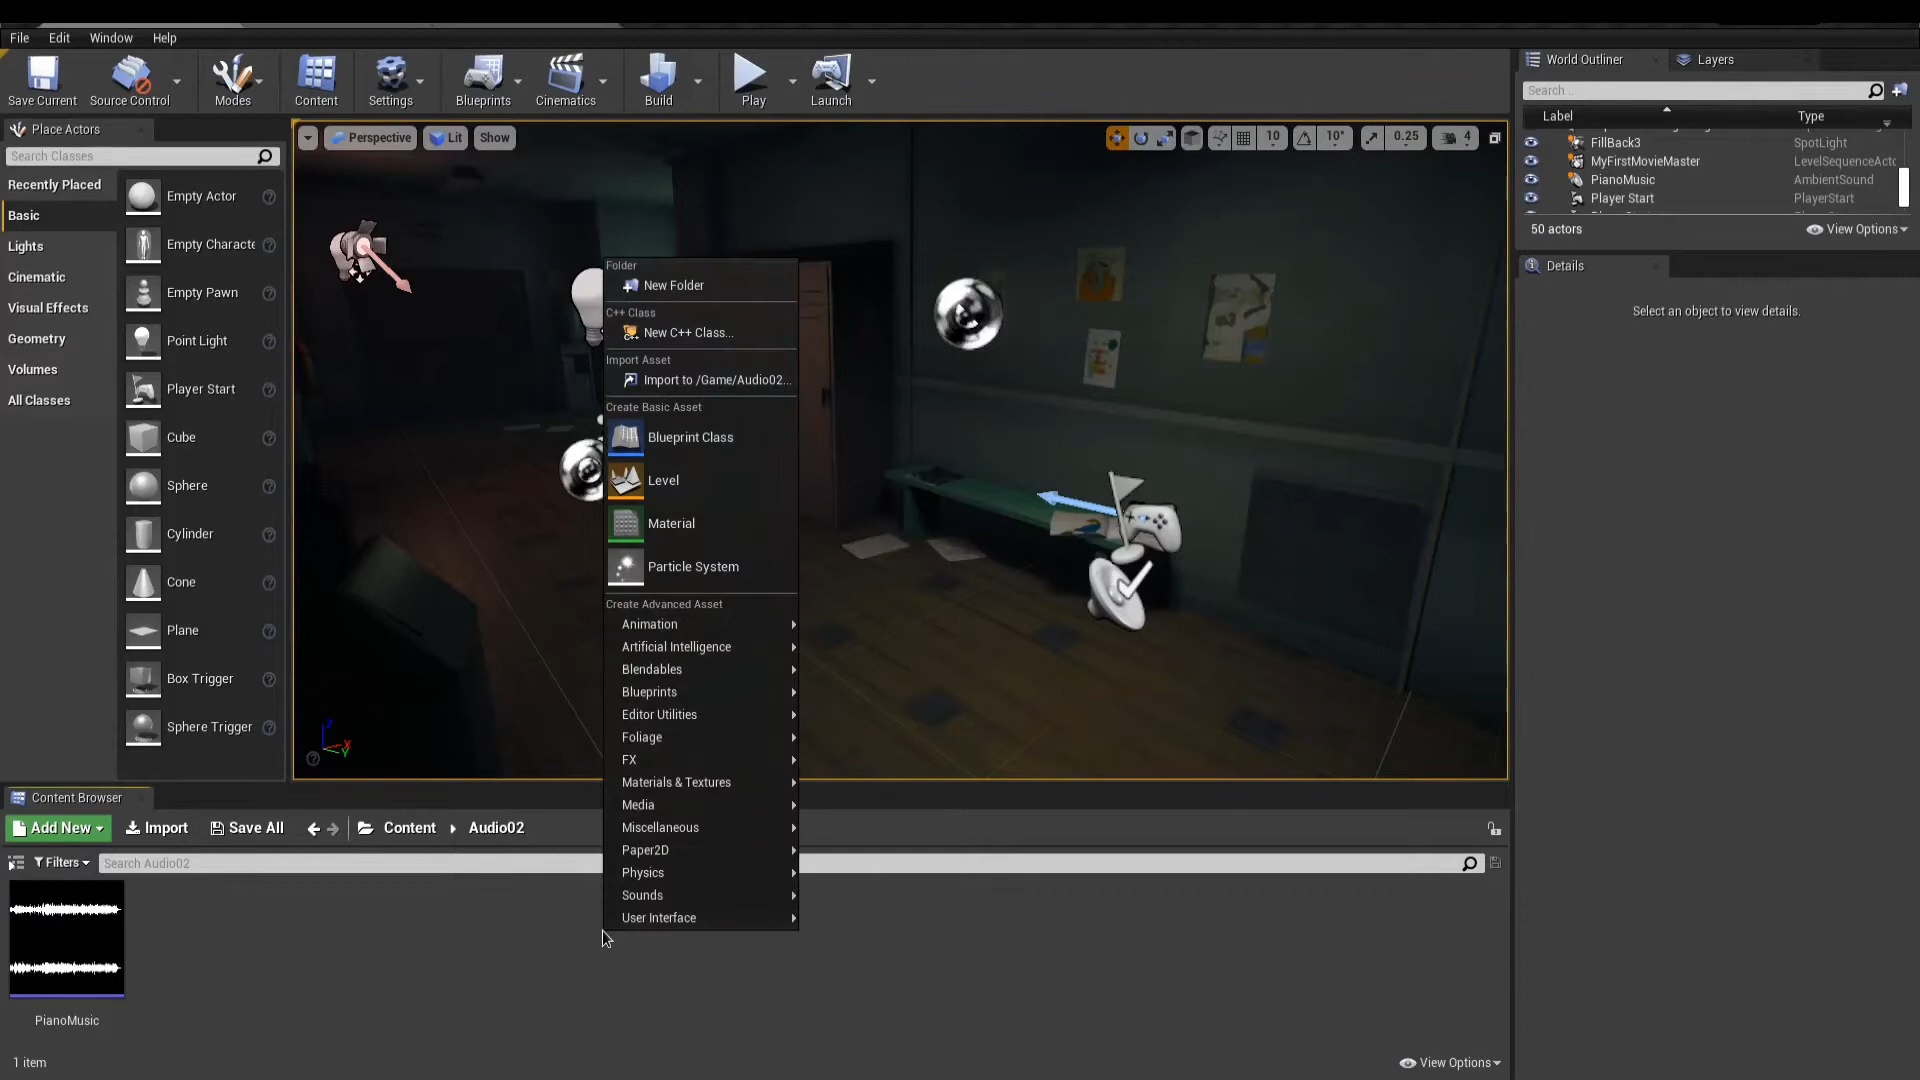 File Edit Window Help
Save Current Source Control Modes Content Settings Blueprints Cinematics Build Play Launch
Place Actors
Search Classes
Recently Placed
Basic
Lights
Cinematic
Visual Effects
Geometry
Volumes
All Classes
Empty Actor
Empty Characte
Empty Pawn
Point Light
Player Start
Cube
Sphere
Cylinder
Cone
Plane
Box Trigger
Sphere Trigger
Perspective Lit Show
10 10° 0.25 4
Folder
New Folder
C++ Class
New C++ Class...
Import Asset
Import to /Game/Audio02...
Create Basic Asset
Blueprint Class
Level
Material
Particle System
Create Advanced Asset
Animation
Artificial Intelligence
Blendables
Blueprints
Editor Utilities
Foliage
FX
Materials & Textures
Media
Miscellaneous
Paper2D
Physics
Sounds
User Interface
World Outliner Layers
Search...
Label Type
FillBack3 SpotLight
MyFirstMovieMaster LevelSequenceActo
PianoMusic AmbientSound
Player Start PlayerStart
50 actors View Options
Details
Select an object to view details.
Content Browser
Add New Import Save All Content Audio02
Filters Search Audio02
PianoMusic
1 item View Options